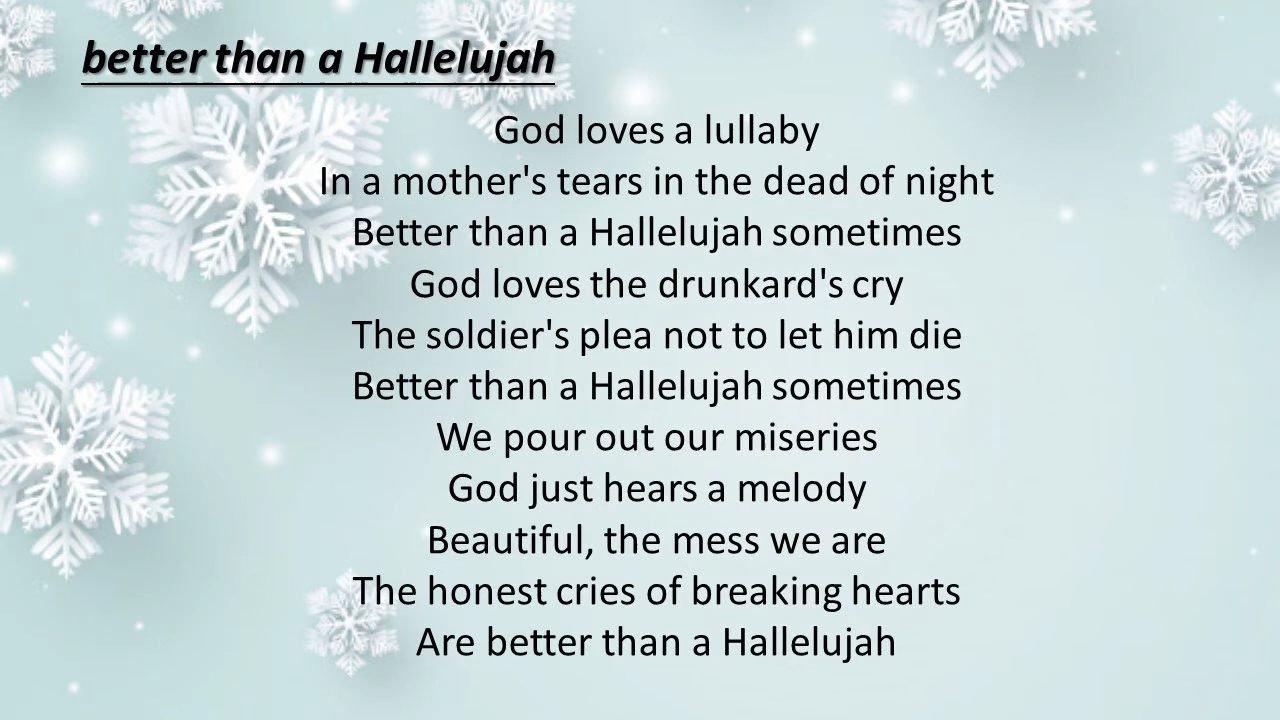 better than a Hallelujah
God loves a lullaby
In a mother's tears in the dead of night
Better than a Hallelujah sometimes
God loves the drunkard's cry
The soldier's plea not to let him die
Better than a Hallelujah sometimes
We pour out our miseries
God just hears a melody
Beautiful, the mess we are
The honest cries of breaking hearts
Are better than a Hallelujah